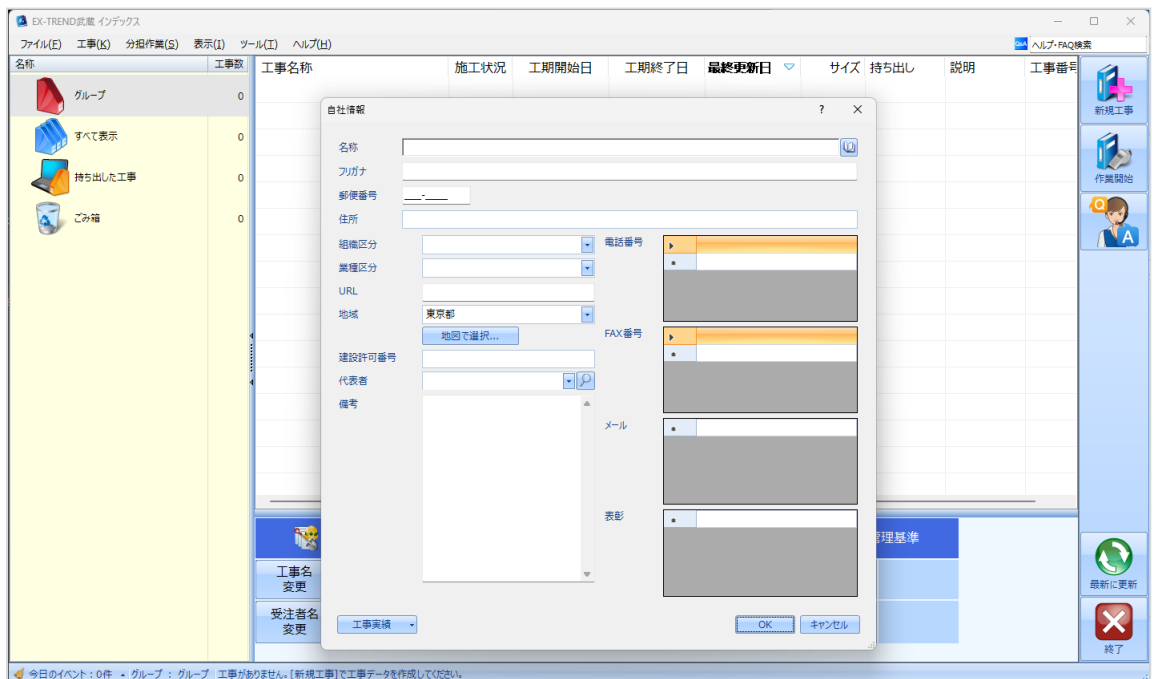 EX-TREND武蔵 インデックス
ファイル(F) 工事(K) 分担作業(S) 表示(I) ツール(T) ヘルプ(H)
Q&A ヘルプ・FAQ検索
名称 工事数
グループ 0
すべて表示 0
持ち出した工事 0
ごみ箱 0
工事名称 施工状況 工期開始日 工期終了日 最終更新日 サイズ 持ち出し 説明 工事番号
自社情報 ? ×
名称
フリガナ
郵便番号 ___-____
住所
組織区分
業種区分
URL
地域 東京都
地図で選択...
建設許可番号
代表者
備考
電話番号
FAX番号
メール
表彰
工事実績
OK キャンセル
工事名
変更
受注者名
変更
管理基準
新規工事
作業開始
Q
A
最新に更新
終了
今日のイベント：0件 グループ : グループ 工事がありません。[新規工事]で工事データを作成してください。